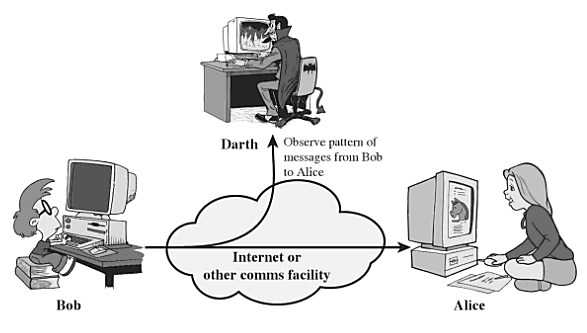 Darth
Observe pattern of
messages from Bob
to Alice
Internet or
other comms facility
Bob
Alice